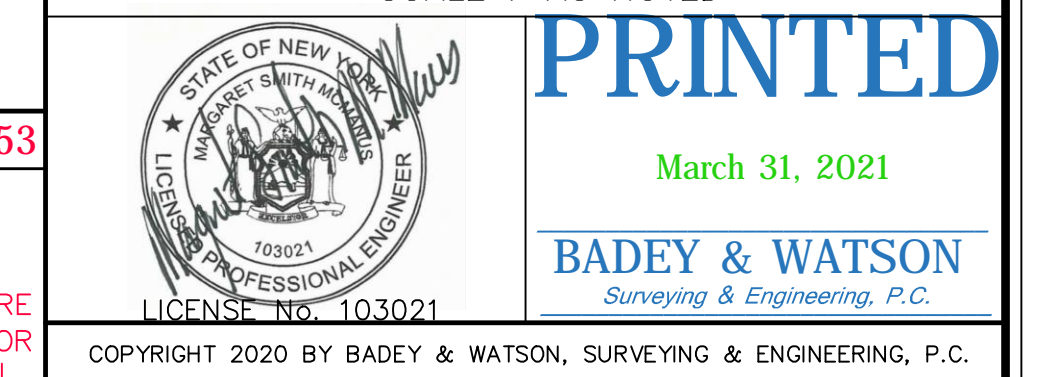 STATE OF NEW YORK
MARGARET SMITH MCMANUS
EXCELSIOR
103021
LICENSED PROFESSIONAL ENGINEER
LICENSE No. 103021
PRINTED
March 31, 2021
BADEY & WATSON
Surveying & Engineering, P.C.
COPYRIGHT 2020 BY BADEY & WATSON, SURVEYING & ENGINEERING, P.C.
53
RE
OR